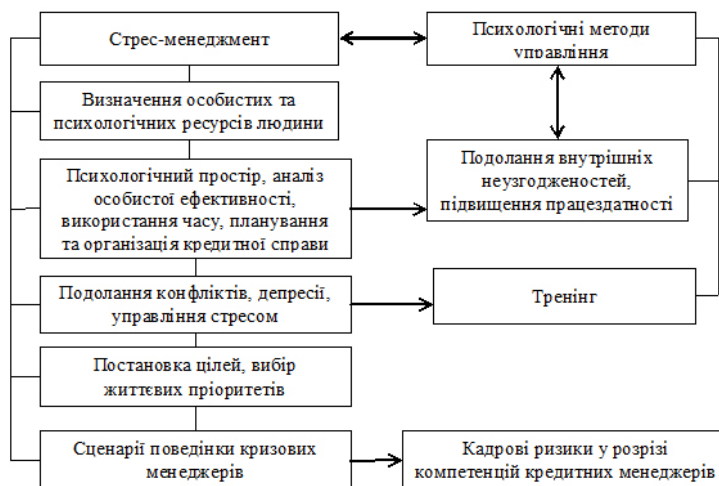 Стрес-менеджмент
Психологічні методи
управління
Визначення особистих та
психологічних ресурсів людини
Психологічний простір, аналіз
особистої ефективності,
використання часу, планування
та організація кредитної справи
Подолання внутрішніх
неузгодженостей,
підвищення працездатності
Подолання конфліктів, депресії,
управління стресом
Тренінг
Постановка цілей, вибір
життєвих пріоритетів
Сценарії поведінки кризових
менеджерів
Кадрові ризики у розрізі
компетенцій кредитних менеджерів